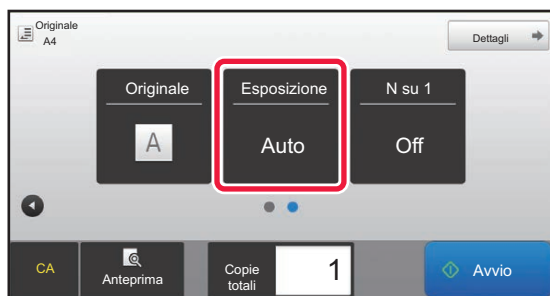 Originale
A4
Dettagli
Originale
Esposizione
N su 1
A
Auto
Off
CA
Anteprima
Copie
totali
1
Avvio